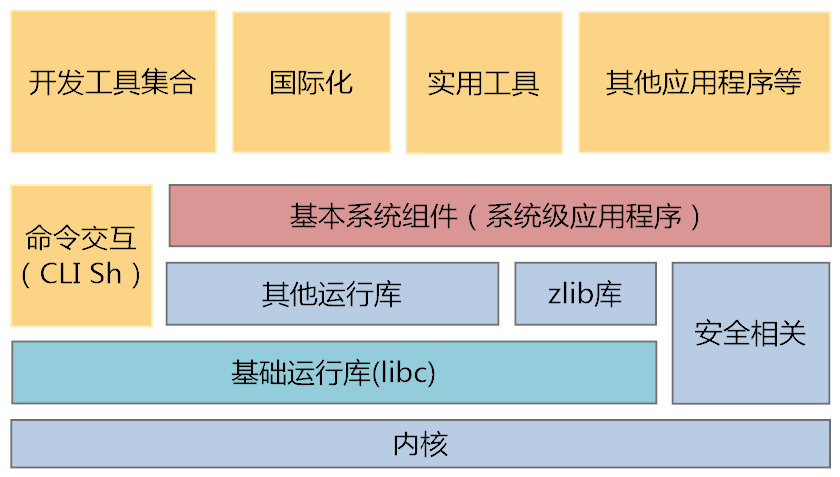 开发工具集合
国际化
实用工具
其他应用程序等
命令交互
（CLI Sh）
基本系统组件（系统级应用程序）
其他运行库
zlib库
安全相关
基础运行库(libc)
内核